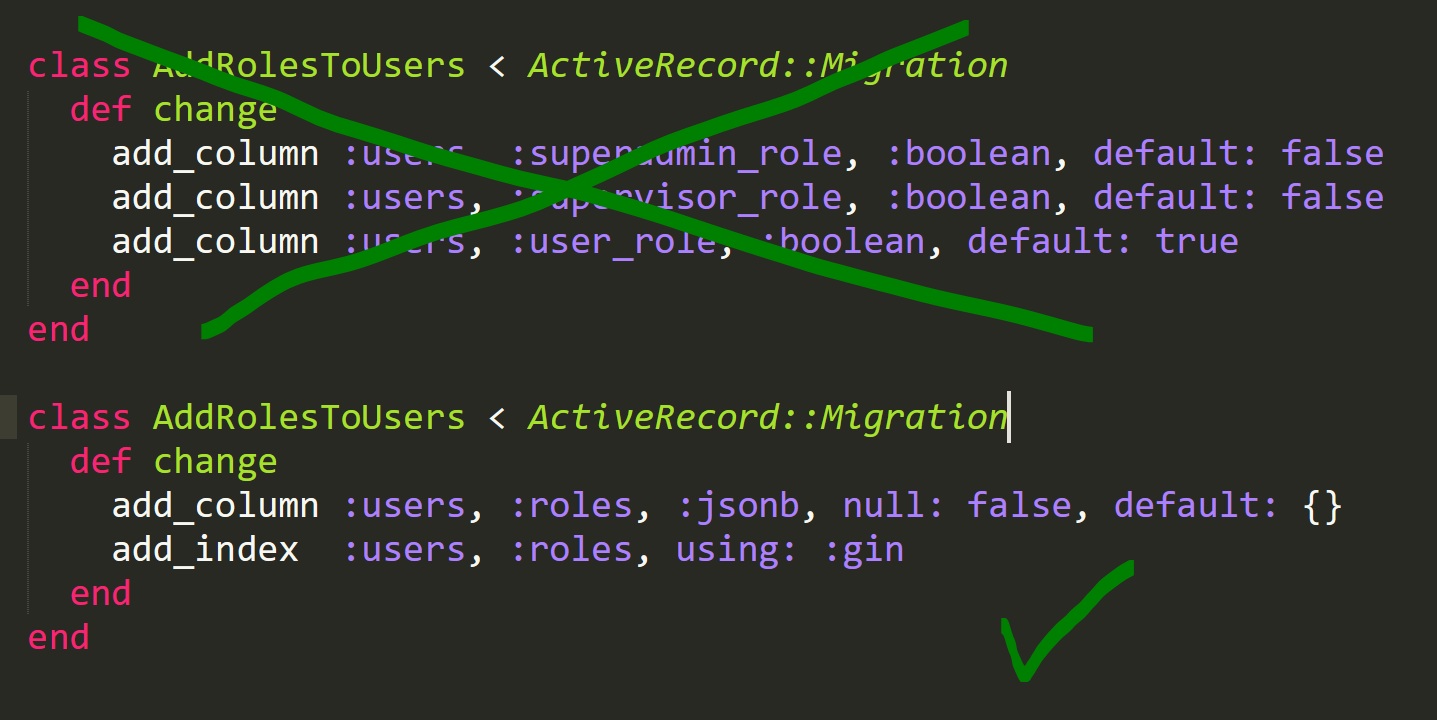 class AddRolesToUsers < ActiveRecord::Migration
  def change
    add_column :users, :superadmin_role, :boolean, default: false
    add_column :users, :supervisor_role, :boolean, default: false
    add_column :users, :user_role, :boolean, default: true
  end
end
class AddRolesToUsers < ActiveRecord::Migration
  def change
    add_column :users, :roles, :jsonb, null: false, default: {}
    add_index  :users, :roles, using: :gin
  end
end